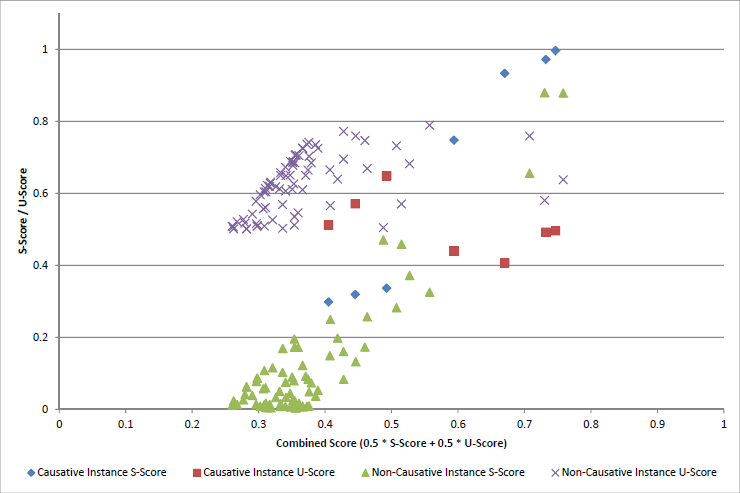 S-Score / U-Score
1
0.8
0.6
0.4
0.2
0
0 0.1 0.2 0.3 0.4 0.5 0.6 0.7 0.8 0.9 1
Combined Score (0.5 * S-Score + 0.5 * U-Score)
Causative Instance S-Score Causative Instance U-Score Non-Causative Instance S-Score Non-Causative Instance U-Score